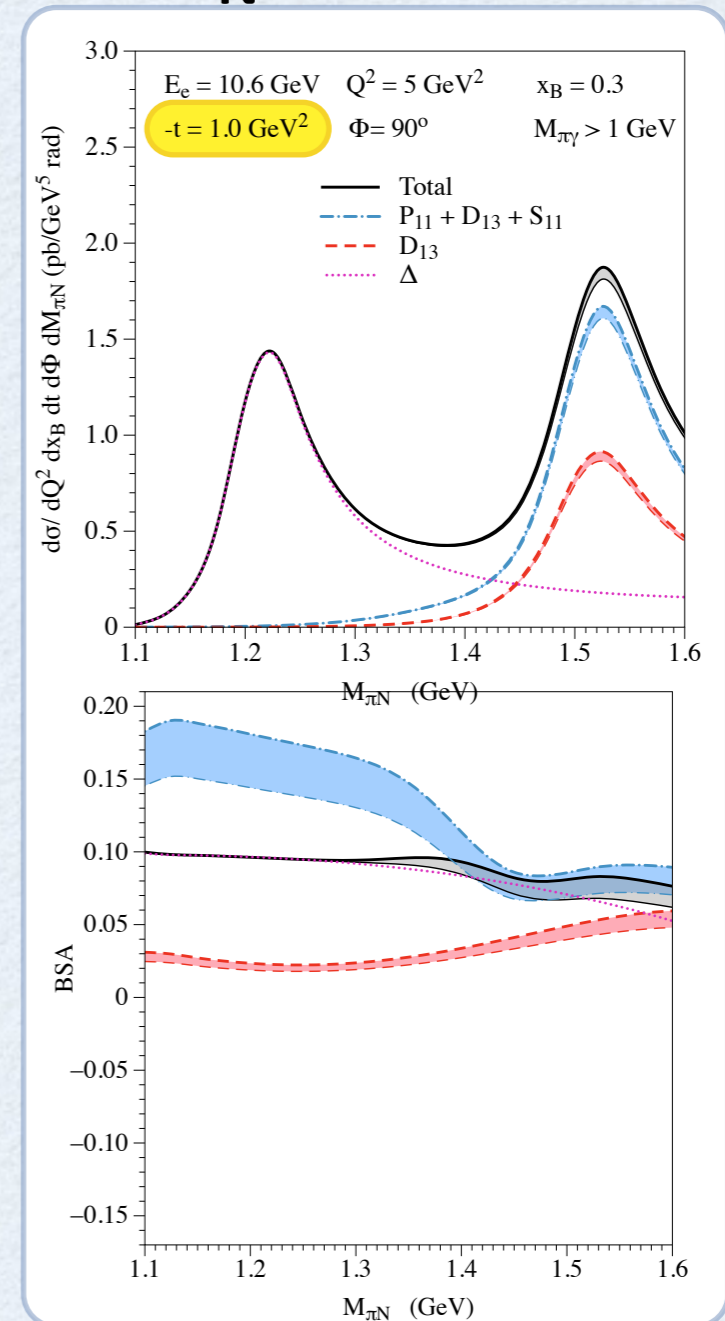 3.0
E_e = 10.6 GeV Q² = 5 GeV² x_B = 0.3
-t = 1.0 GeV² Φ= 90° M_πγ > 1 GeV
2.5
Total
P₁₁ + D₁₃ + S₁₁
D₁₃
Δ
2.0
1.5
1.0
0.5
0
dσ/ dQ² dx_B dt dΦ dM_πN (pb/GeV⁵ rad)
1.1 1.2 1.3 1.4 1.5 1.6
M_πN (GeV)
0.20
0.15
0.10
0.05
0
−0.05
−0.10
−0.15
BSA
1.1 1.2 1.3 1.4 1.5 1.6
M_πN (GeV)